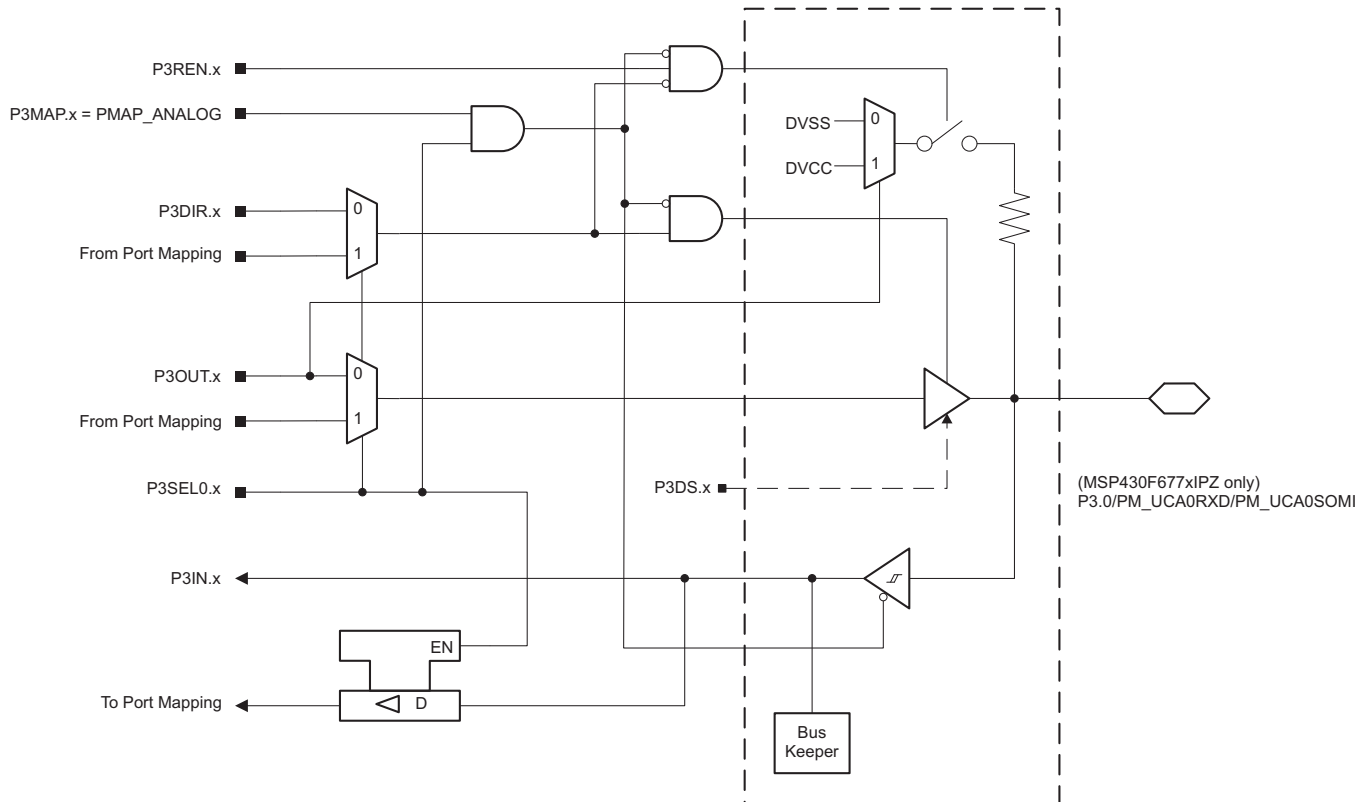 P3REN.x
P3MAP.x = PMAP_ANALOG
DVSS
0
DVCC
1
P3DIR.x
0
From Port Mapping
1
P3OUT.x
0
From Port Mapping
1
P3SEL0.x
P3DS.x
(MSP430F677xIPZ only)
P3.0/PM_UCA0RXD/PM_UCA0SOMI
P3IN.x
EN
To Port Mapping
D
Bus
Keeper